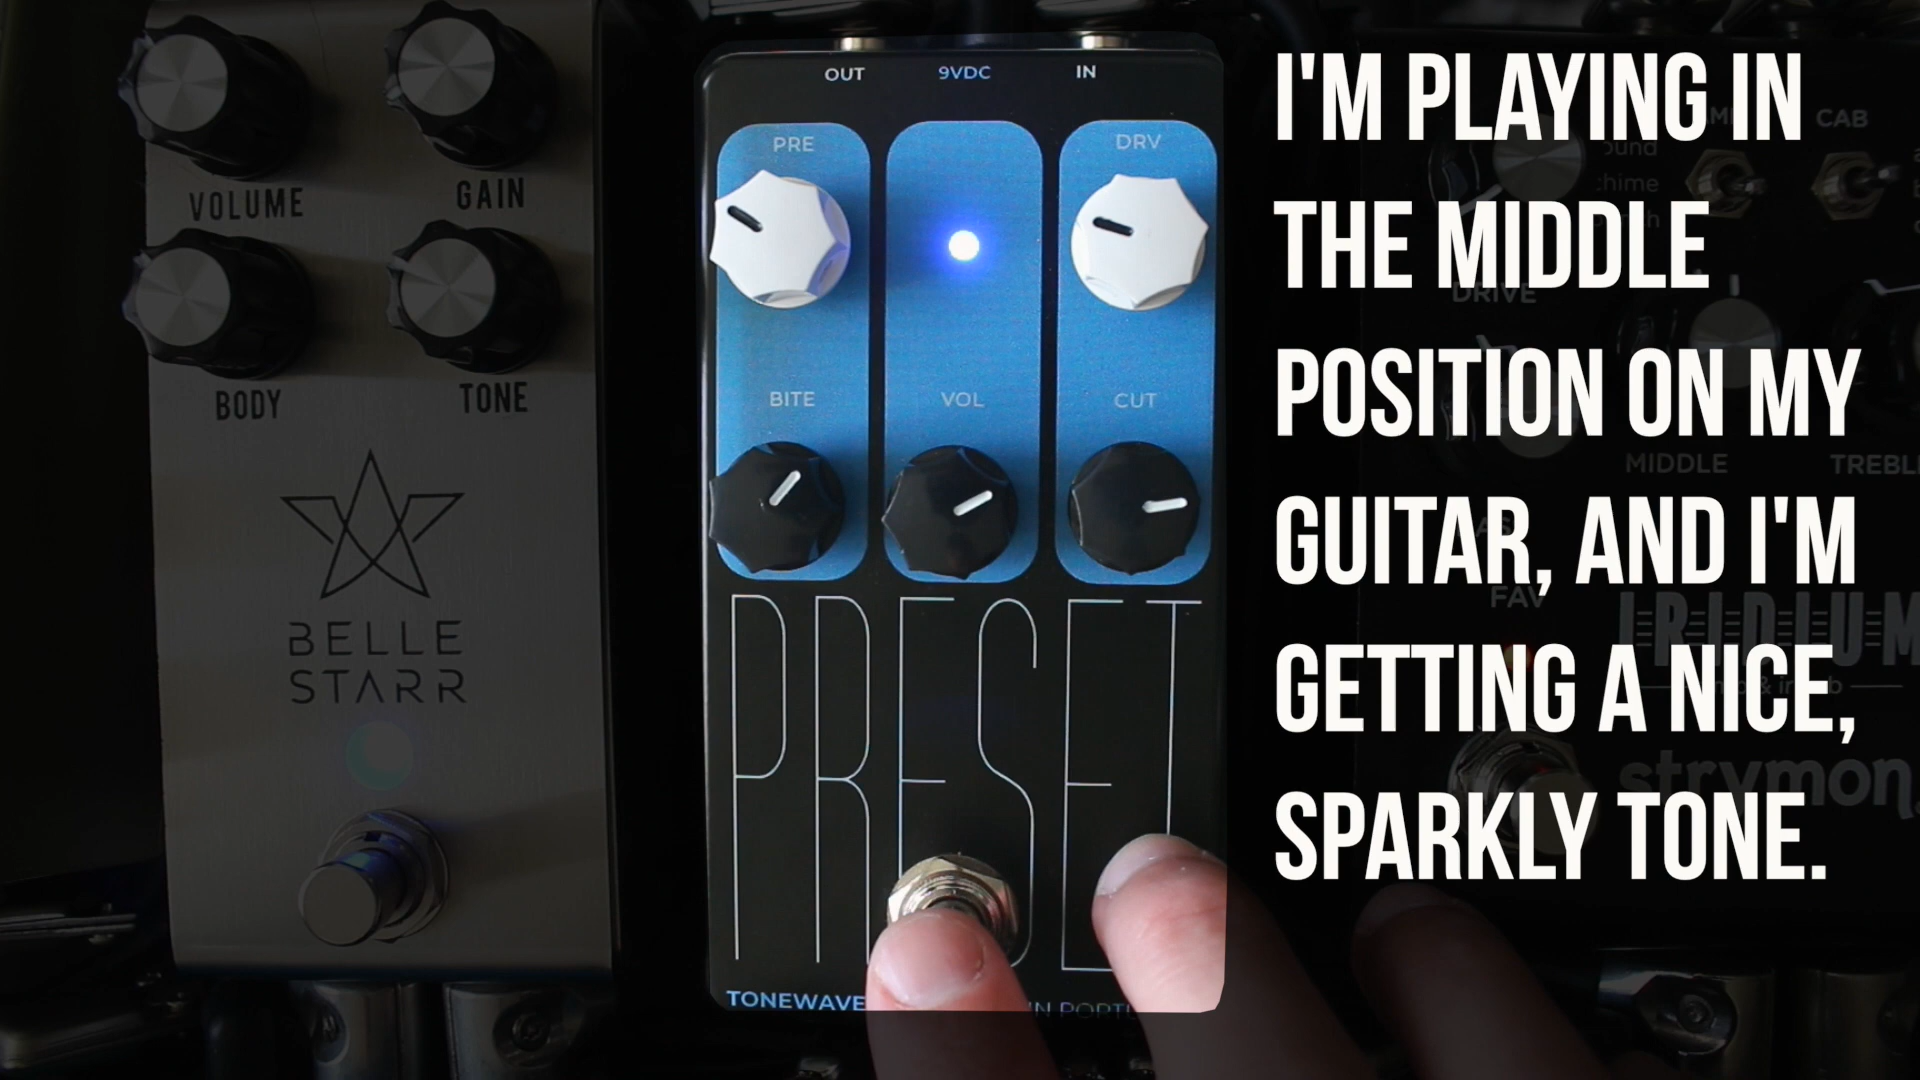 VOLUME
GAIN
BODY
TONE
BELLE
STARR
OUT 9VDC IN
PRE
DRV
BITE
VOL
CUT
PRESET
TONEWAVE
I'M PLAYING IN
THE MIDDLE
POSITION ON MY
GUITAR, AND I'M
GETTING A NICE,
SPARKLY TONE.
CAB
DRIVE
MIDDLE
FAV
IRIDIUM
strymon